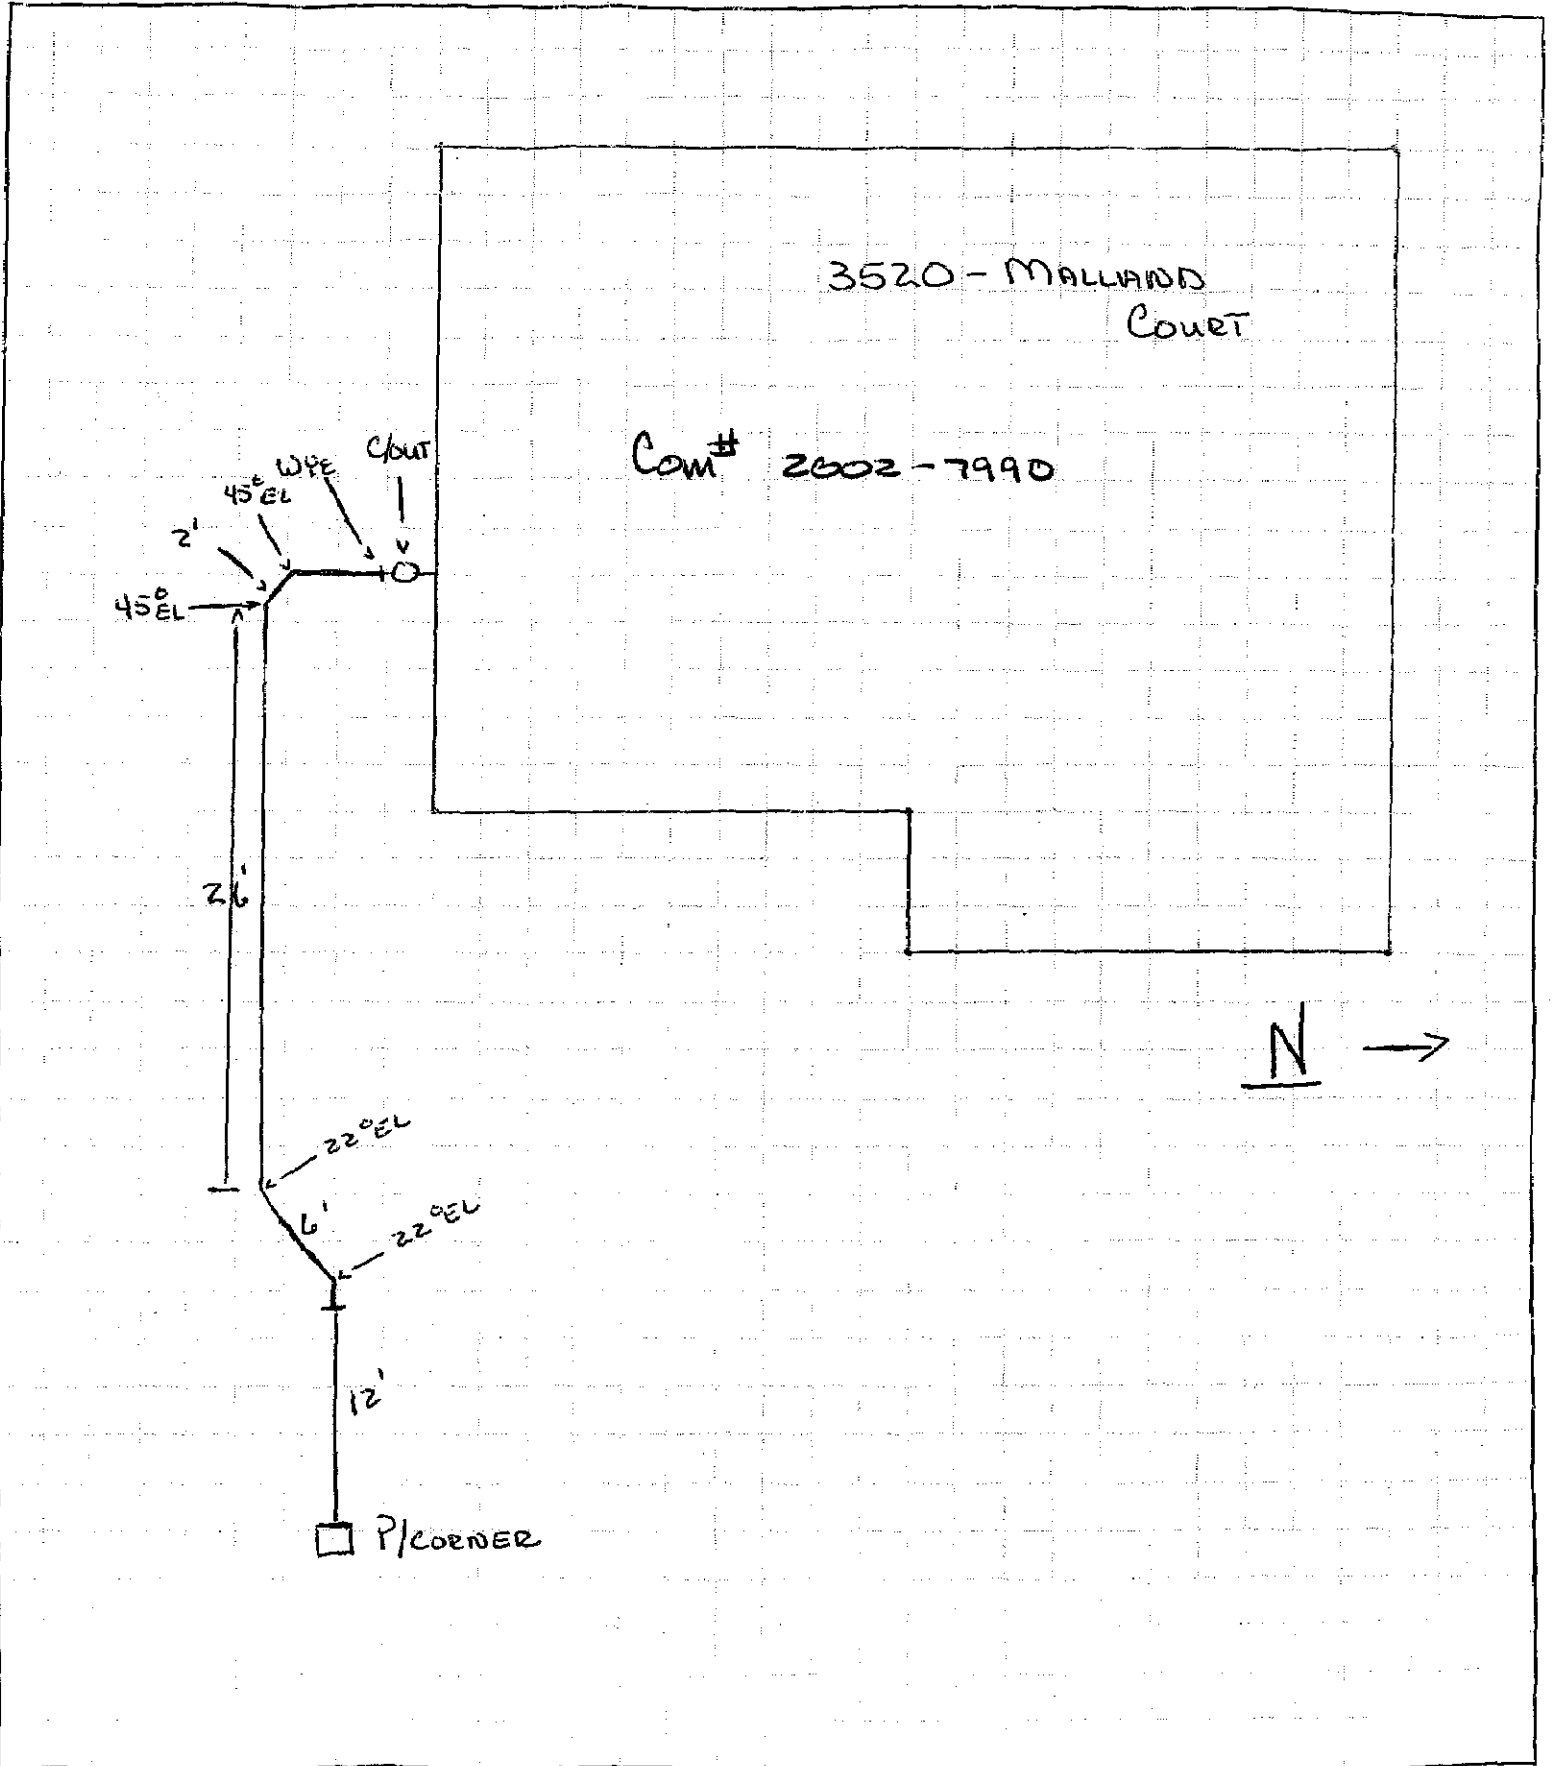 3520 - MALLARD
COURT
Com# 2002-7990
C/OUT
WYE
45° EL
2'
45° EL
26'
N
22° EL
6'
22° EL
12'
P/CORNER